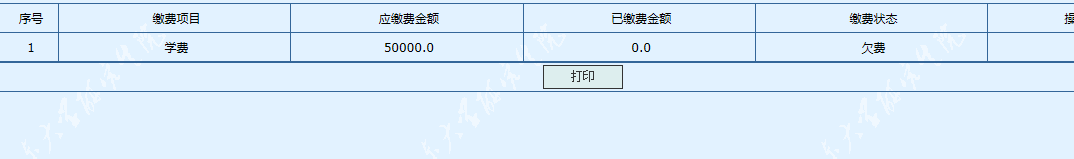 序号 缴费项目 应缴费金额 已缴费金额 缴费状态
1 学费 50000.0 0.0 欠费
打印